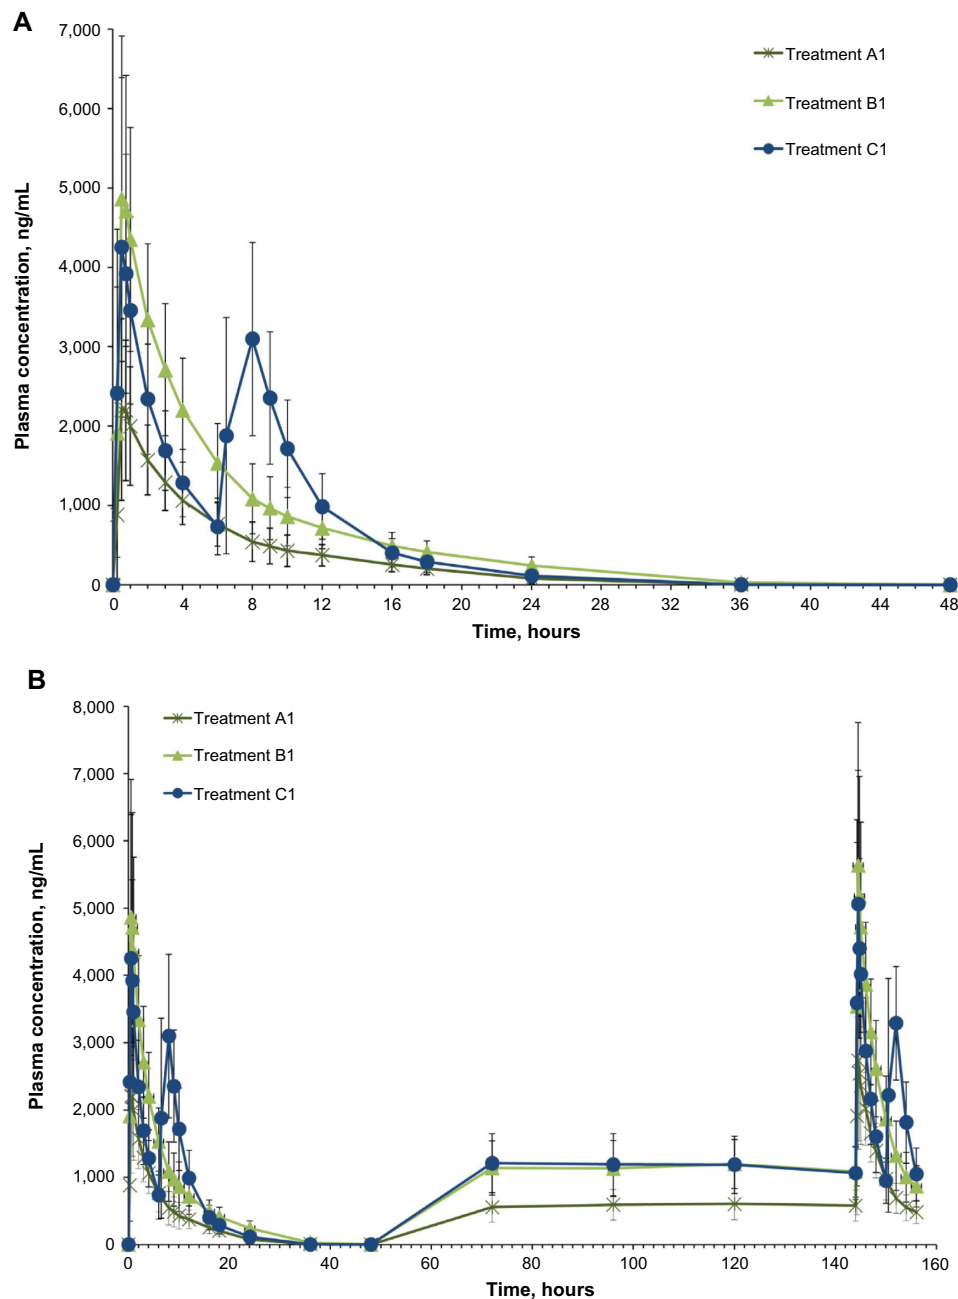 A
7,000
6,000
5,000
4,000
3,000
2,000
1,000
0
Plasma concentration, ng/mL
Treatment A1
Treatment B1
Treatment C1
0 4 8 12 16 20 24 28 32 36 40 44 48
Time, hours
B
8,000
7,000
6,000
5,000
4,000
3,000
2,000
1,000
0
Plasma concentration, ng/mL
Treatment A1
Treatment B1
Treatment C1
0 20 40 60 80 100 120 140 160
Time, hours